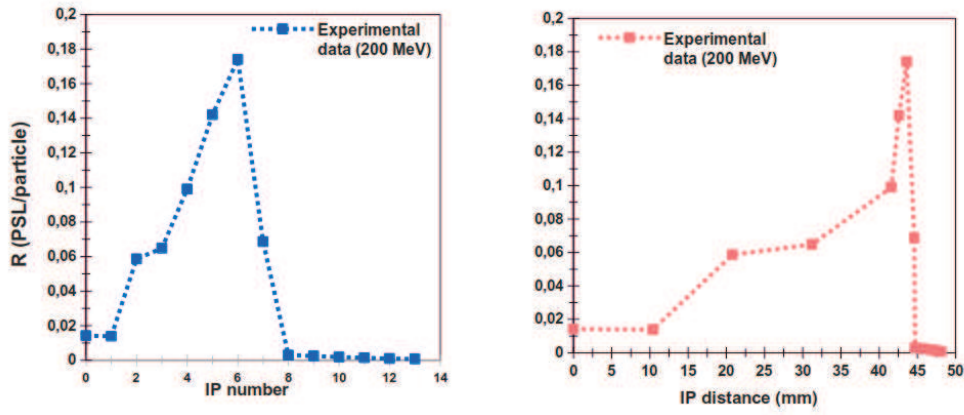 0,2
0,18
0,16
0,14
0,12
0,1
0,08
0,06
0,04
0,02
0
R (PSL/particle)
Experimental
data (200 MeV)
0 2 4 6 8 10 12 14
IP number
0,2
0,18
0,16
0,14
0,12
0,1
0,08
0,06
0,04
0,02
0
Experimental
data (200 MeV)
0 5 10 15 20 25 30 35 40 45 50
IP distance (mm)